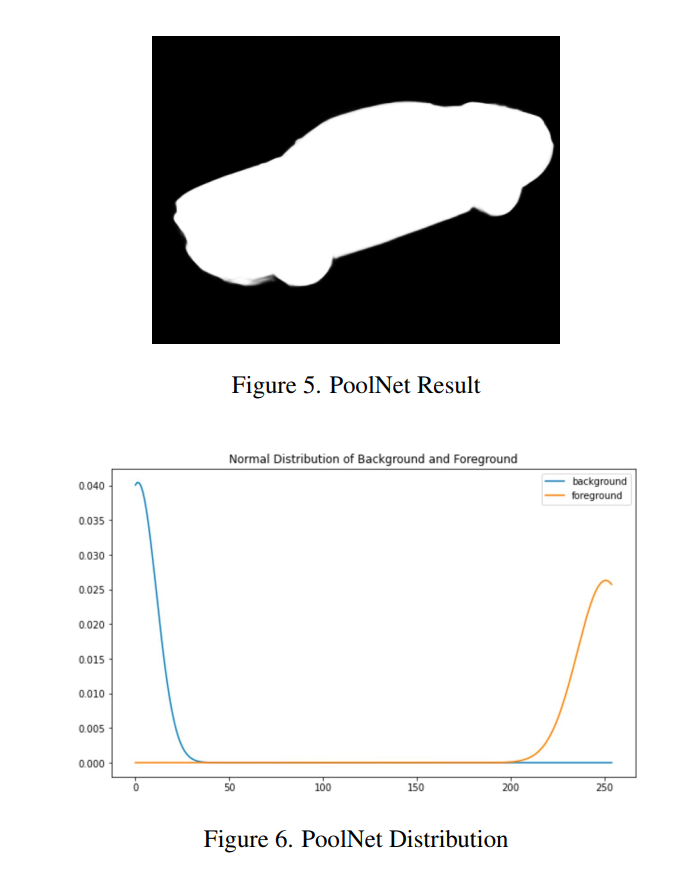 Figure 5. PoolNet Result
Normal Distribution of Background and Foreground
background
foreground
0.040
0.035
0.030
0.025
0.020
0.015
0.010
0.005
0.000
0 50 100 150 200 250
Figure 6. PoolNet Distribution